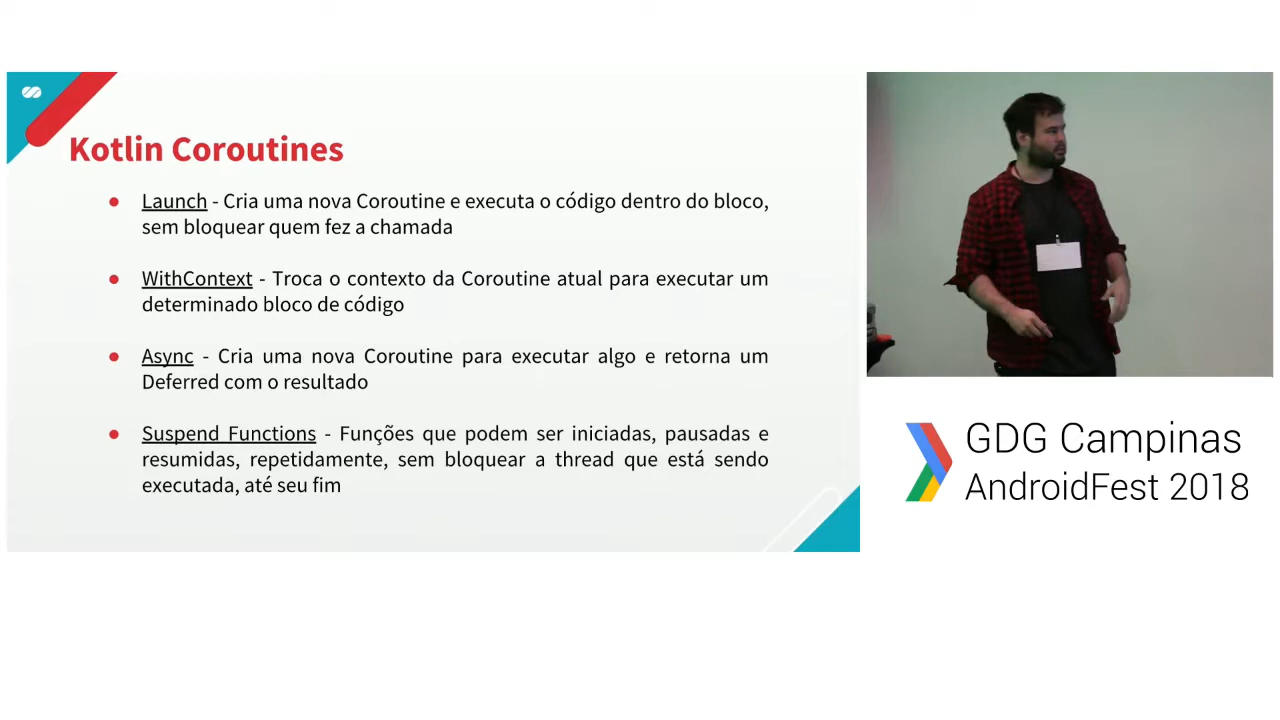 Kotlin Coroutines
● Launch - Cria uma nova Coroutine e executa o código dentro do bloco,
sem bloquear quem fez a chamada
● WithContext - Troca o contexto da Coroutine atual para executar um
determinado bloco de código
● Async - Cria uma nova Coroutine para executar algo e retorna um
Deferred com o resultado
● Suspend Functions - Funções que podem ser iniciadas, pausadas e
resumidas, repetidamente, sem bloquear a thread que está sendo
executada, até seu fim
GDG Campinas
AndroidFest 2018